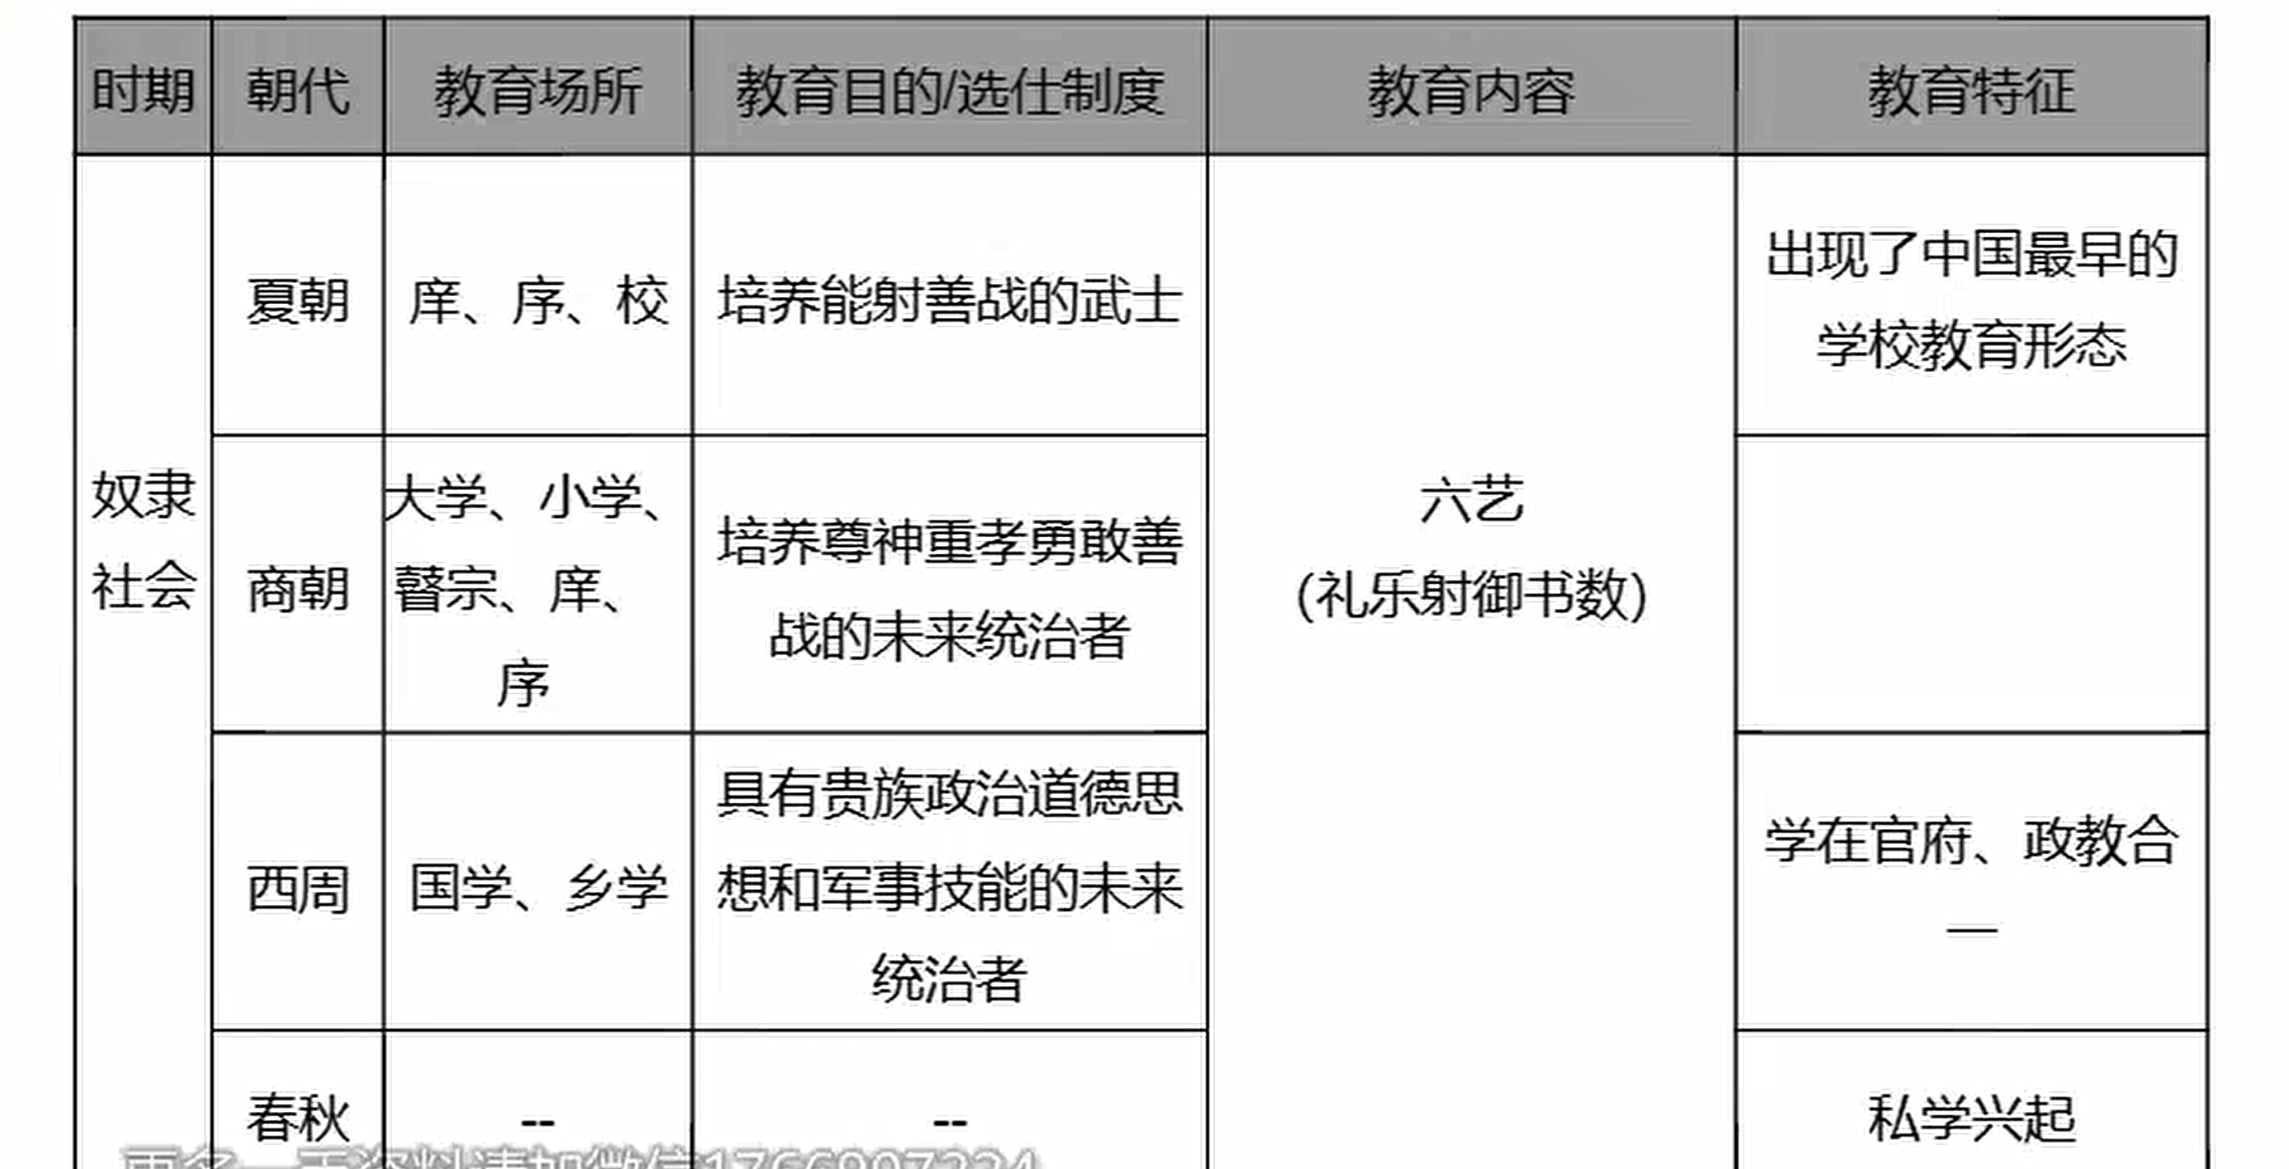 时期 朝代 教育场所 教育目的/选仕制度 教育内容 教育特征
奴隶
社会
夏朝
庠、序、校
培养能射善战的武士
六艺
(礼乐射御书数)
出现了中国最早的
学校教育形态
商朝
大学、小学、
瞽宗、庠、
序
培养尊神重孝勇敢善
战的未来统治者
西周
国学、乡学
具有贵族政治道德思
想和军事技能的未来
统治者
学在官府、政教合
一
春秋
--
--
私学兴起